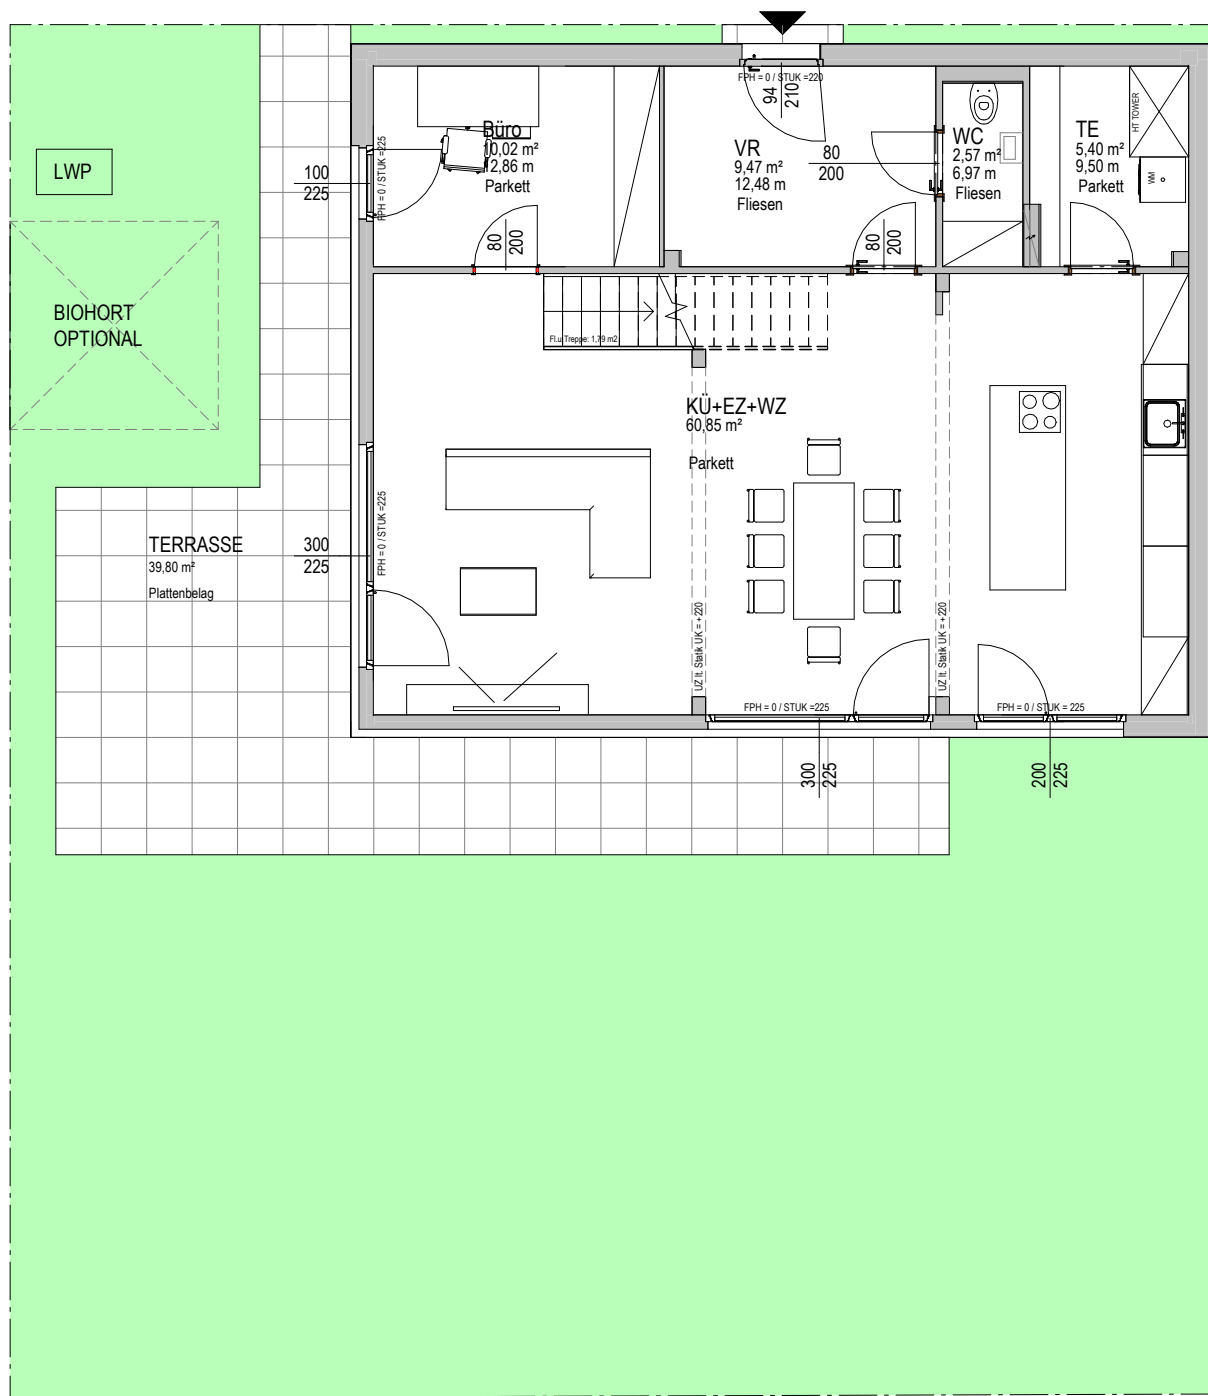 FPH = 0 / STUK =220
94
210
Büro
10,02 m²
12,86 m
Parkett
VR
9,47 m²
12,48 m
Fliesen
80
200
WC
2,57 m²
6,97 m
Fliesen
TE
5,40 m²
9,50 m
Parkett
HT TOWER
WM
LWP
100
225
FPH = 0 / STUK =225
80
200
80
200
BIOHORT
OPTIONAL
Fl.u.Treppe: 1,79 m2
KÜ+EZ+WZ
60,85 m²
Parkett
TERRASSE
39,80 m²
Plattenbelag
300
225
FPH = 0 / STUK =225
UZ lt. Statik UK = +220
UZ lt. Statik UK = +220
FPH = 0 / STUK =225
FPH = 0 / STUK = 225
300
225
200
225